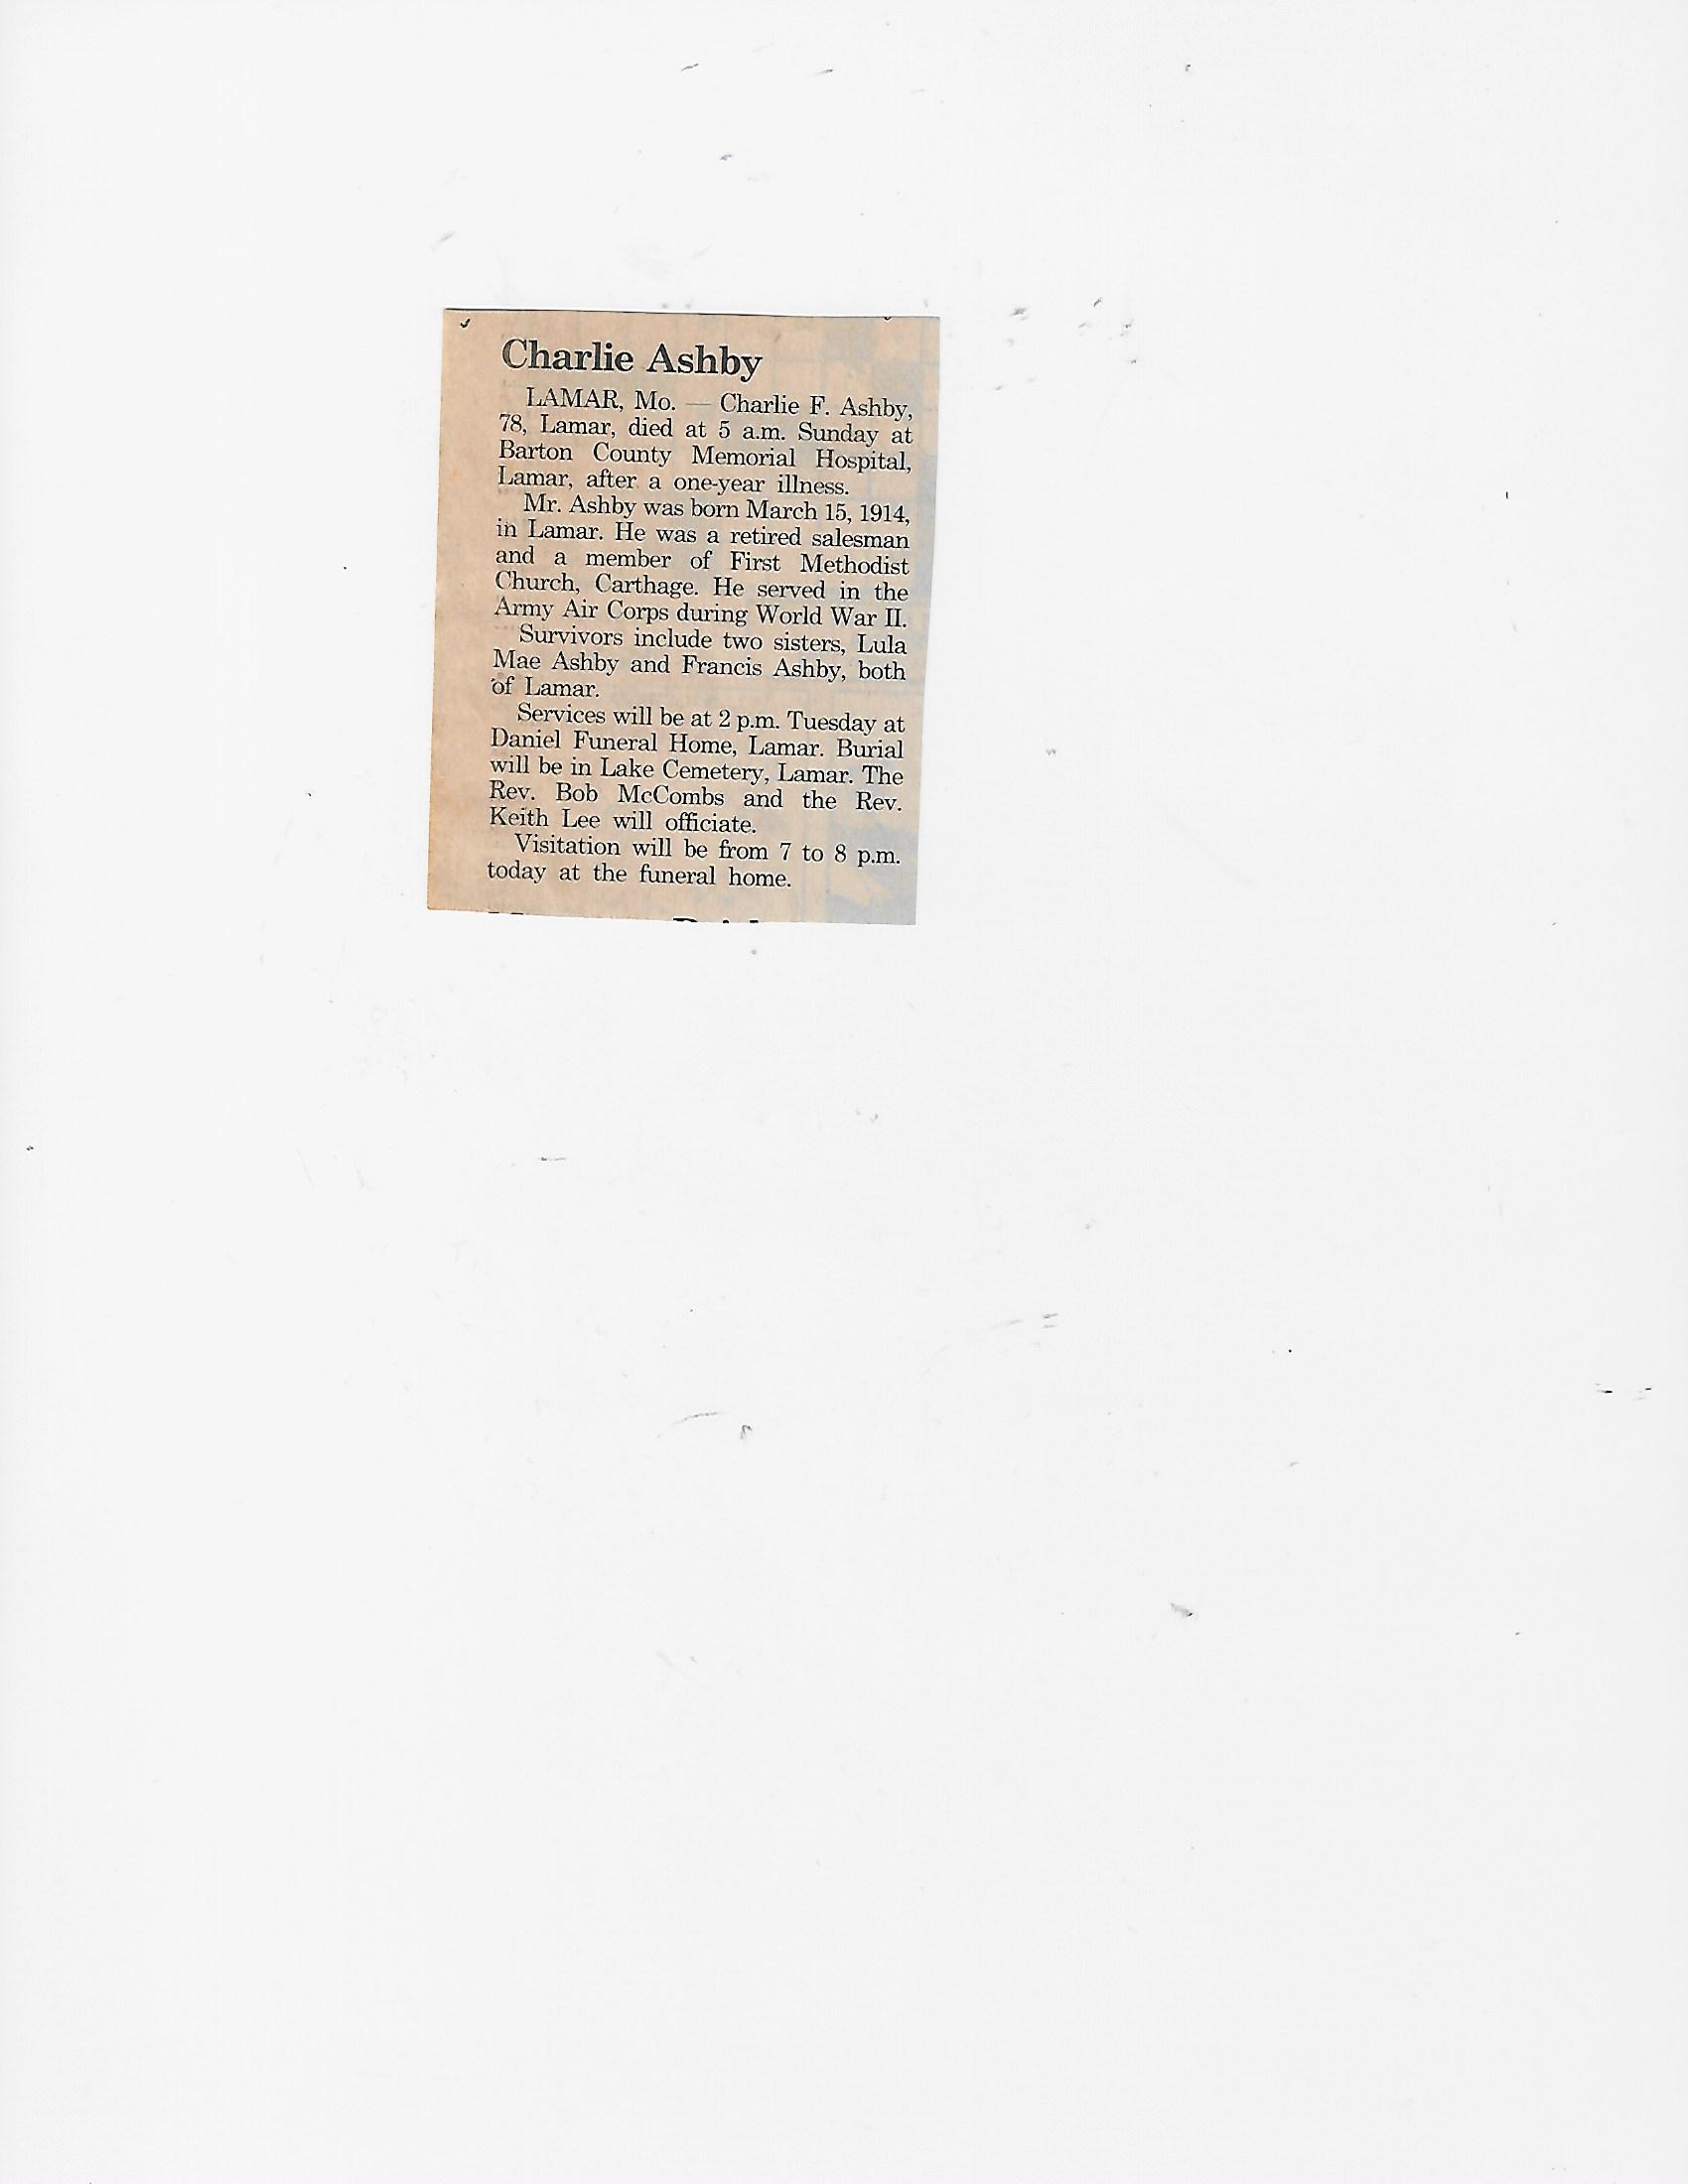 Charlie Ashby
LAMAR, Mo. — Charlie F. Ashby,
78, Lamar, died at 5 a.m. Sunday at
Barton County Memorial Hospital,
Lamar, after a one-year illness.
Mr. Ashby was born March 15, 1914,
in Lamar. He was a retired salesman
and a member of First Methodist
Church, Carthage. He served in the
Army Air Corps during World War II.
Survivors include two sisters, Lula
Mae Ashby and Francis Ashby, both
of Lamar.
Services will be at 2 p.m. Tuesday at
Daniel Funeral Home, Lamar. Burial
will be in Lake Cemetery, Lamar. The
Rev. Bob McCombs and the Rev.
Keith Lee will officiate.
Visitation will be from 7 to 8 p.m.
today at the funeral home.